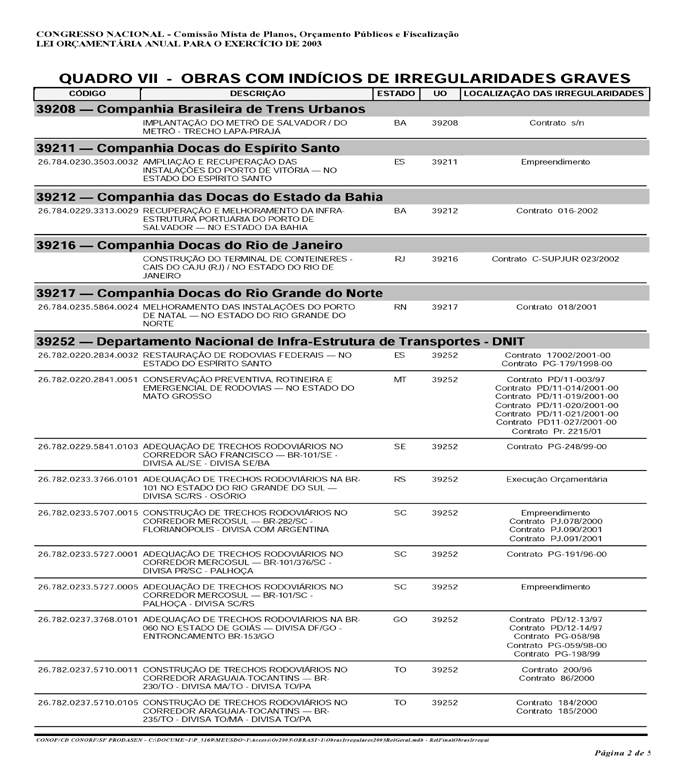 CONGRESSO NACIONAL - Comissão Mista de Planos, Orçamento Públicos e Fiscalização
LEI ORÇAMENTÁRIA ANUAL PARA O EXERCÍCIO DE 2003
QUADRO VII - OBRAS COM INDÍCIOS DE IRREGULARIDADES GRAVES
CÓDIGO DESCRIÇÃO ESTADO UO LOCALIZAÇÃO DAS IRREGULARIDADES
39208 — Companhia Brasileira de Trens Urbanos
IMPLANTAÇÃO DO METRÔ DE SALVADOR / DO BA 39208 Contrato s/n
METRÔ - TRECHO LAPA-PIRAJÁ
39211 — Companhia Docas do Espírito Santo
26.784.0230.3503.0032 AMPLIAÇÃO E RECUPERAÇÃO DAS ES 39211 Empreendimento
INSTALAÇÕES DO PORTO DE VITÓRIA — NO
ESTADO DO ESPÍRITO SANTO
39212 — Companhia das Docas do Estado da Bahia
26.784.0229.3313.0029 RECUPERAÇÃO E MELHORAMENTO DA INFRA- BA 39212 Contrato 016-2002
ESTRUTURA PORTUÁRIA DO PORTO DE
SALVADOR — NO ESTADO DA BAHIA
39216 — Companhia Docas do Rio de Janeiro
CONSTRUÇÃO DO TERMINAL DE CONTEINERES - RJ 39216 Contrato C-SUPJUR 023/2002
CAIS DO CAJU (RJ) / NO ESTADO DO RIO DE
JANEIRO
39217 — Companhia Docas do Rio Grande do Norte
26.784.0235.5864.0024 MELHORAMENTO DAS INSTALAÇÕES DO PORTO RN 39217 Contrato 018/2001
DE NATAL — NO ESTADO DO RIO GRANDE DO
NORTE
39252 — Departamento Nacional de Infra-Estrutura de Transportes - DNIT
26.782.0220.2834.0032 RESTAURAÇÃO DE RODOVIAS FEDERAIS — NO ES 39252 Contrato 17002/2001-00
ESTADO DO ESPÍRITO SANTO Contrato PG-179/1998-00
26.782.0220.2841.0051 CONSERVAÇÃO PREVENTIVA, ROTINEIRA E MT 39252 Contrato PD/11-003/97
EMERGENCIAL DE RODOVIAS — NO ESTADO DO Contrato PD/11-014/2001-00
MATO GROSSO Contrato PD/11-019/2001-00
Contrato PD/11-020/2001-00
Contrato PD/11-021/2001-00
Contrato PD11-027/2001-00
Contrato Pr. 2215/01
26.782.0229.5841.0103 ADEQUAÇÃO DE TRECHOS RODOVIÁRIOS NO SE 39252 Contrato PG-248/99-00
CORREDOR SÃO FRANCISCO — BR-101/SE -
DIVISA AL/SE - DIVISA SE/BA
26.782.0233.3766.0101 ADEQUAÇÃO DE TRECHOS RODOVIÁRIOS NA BR- RS 39252 Execução Orçamentária
101 NO ESTADO DO RIO GRANDE DO SUL —
DIVISA SC/RS - OSÓRIO
26.782.0233.5707.0015 CONSTRUÇÃO DE TRECHOS RODOVIÁRIOS NO SC 39252 Empreendimento
CORREDOR MERCOSUL — BR-282/SC - Contrato PJ.078/2000
FLORIANÓPOLIS - DIVISA COM ARGENTINA Contrato PJ.090/2001
Contrato PJ.091/2001
26.782.0233.5727.0001 ADEQUAÇÃO DE TRECHOS RODOVIÁRIOS NO SC 39252 Contrato PG-191/96-00
CORREDOR MERCOSUL — BR-101/376/SC -
DIVISA PR/SC - PALHOÇA
26.782.0233.5727.0005 ADEQUAÇÃO DE TRECHOS RODOVIÁRIOS NO SC 39252 Empreendimento
CORREDOR MERCOSUL — BR-101/SC -
PALHOÇA - DIVISA SC/RS
26.782.0237.3768.0101 ADEQUAÇÃO DE TRECHOS RODOVIÁRIOS NA BR- GO 39252 Contrato PD/12-13/97
060 NO ESTADO DE GOIÁS — DIVISA DF/GO - Contrato PD/12-14/97
ENTRONCAMENTO BR-153/GO Contrato PG-058/98
Contrato PG-059/98-00
Contrato PG-198/99
26.782.0237.5710.0011 CONSTRUÇÃO DE TRECHOS RODOVIÁRIOS NO TO 39252 Contrato 200/96
CORREDOR ARAGUAIA-TOCANTINS — BR- Contrato 86/2000
230/TO - DIVISA MA/TO - DIVISA TO/PA
26.782.0237.5710.0105 CONSTRUÇÃO DE TRECHOS RODOVIÁRIOS NO TO 39252 Contrato 184/2000
CORREDOR ARAGUAIA-TOCANTINS — BR- Contrato 185/2000
235/TO - DIVISA TO/MA - DIVISA TO/PA
Página 2 de 5